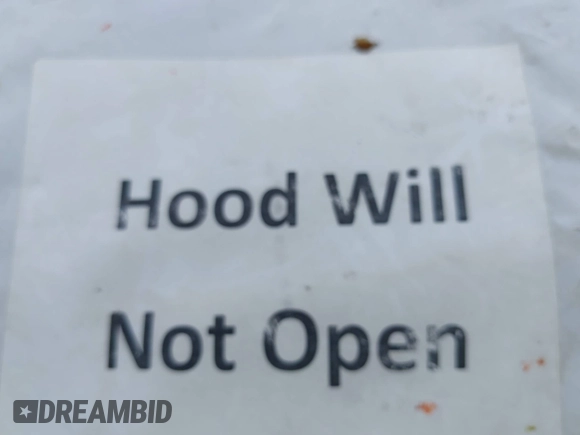 Hood Will
Not Open
DREAMBID